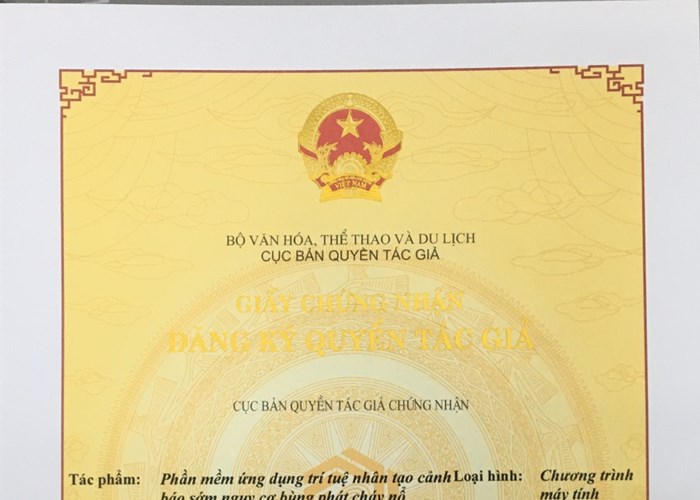 VIỆT NAM
BỘ VĂN HÓA, THỂ THAO VÀ DU LỊCH
CỤC BẢN QUYỀN TÁC GIẢ
GIẤY CHỨNG NHẬN
ĐĂNG KÝ QUYỀN TÁC GIẢ
CỤC BẢN QUYỀN TÁC GIẢ CHỨNG NHẬN
Tác phẩm: Phần mềm ứng dụng trí tuệ nhân tạo cảnh Loại hình: Chương trình
báo sớm nguy cơ bùng phát cháy nổ máy tính